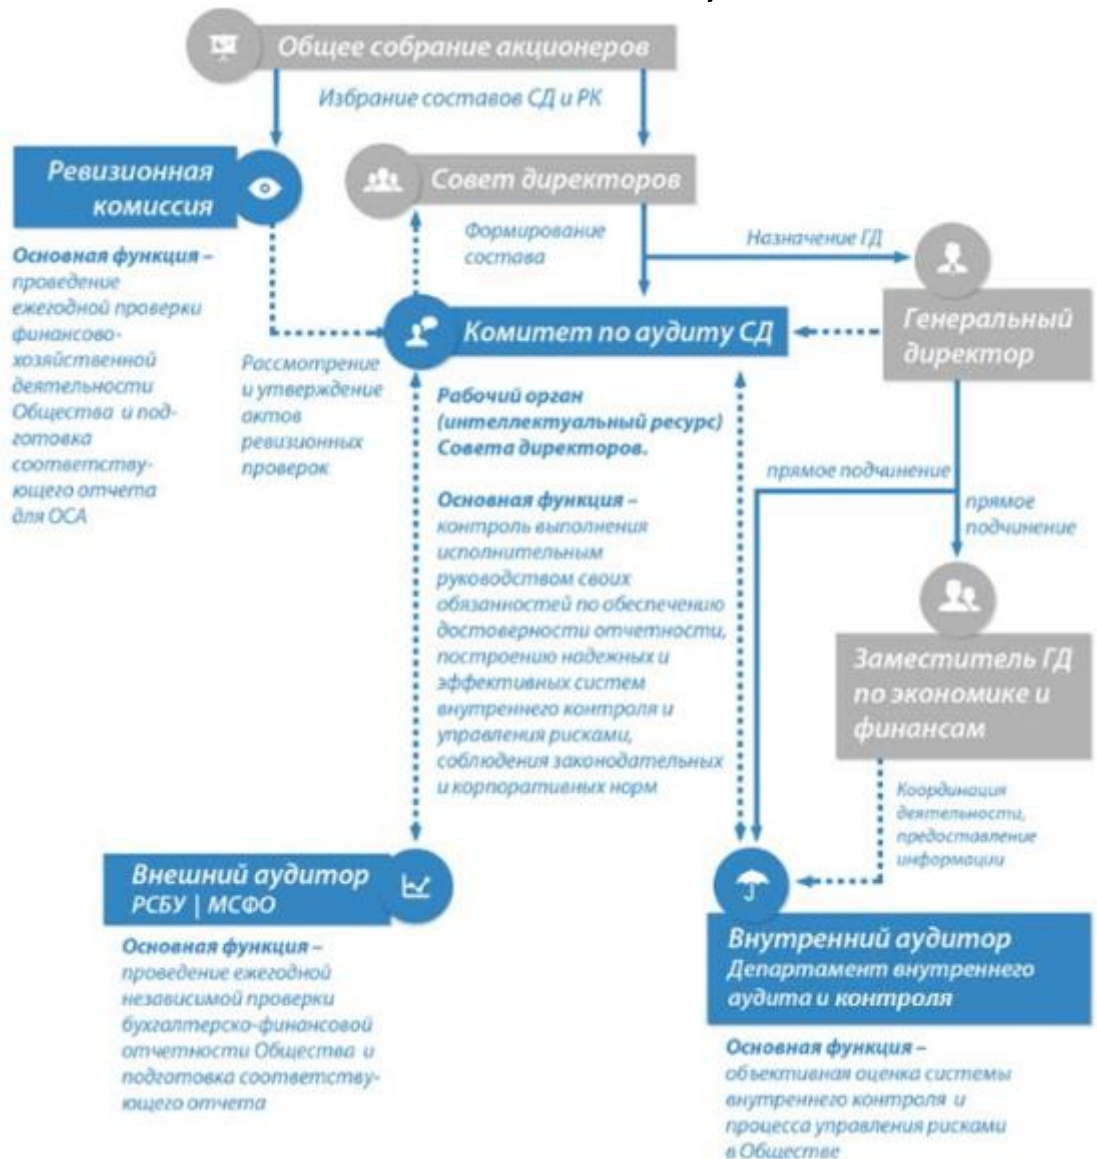 Общее собрание акционеров
Избрание составов СД и РК
Ревизионная
комиссия
Совет директоров
Основная функция –
проведение
ежегодной проверки
финансово-
хозяйственной
деятельности
Общества и под-
готовка
соответству-
ющего отчета
для ОСА
Формирование
состава
Назначение ГД
Генеральный
директор
Комитет по аудиту СД
Рассмотрение
и утверждение
актов
ревизионных
проверок
Рабочий орган
(интеллектуальный ресурс)
Совета директоров.
Основная функция –
контроль выполнения
исполнительным
руководством своих
обязанностей по обеспечению
достоверности отчетности,
построению надежных и
эффективных систем
внутреннего контроля и
управления рисками,
соблюдения законодательных
и корпоративных норм
прямое подчинение
прямое
подчинение
Заместитель ГД
по экономике и
финансам
Координация
деятельности,
предоставление
информации
Внешний аудитор
РСБУ | МСФО
Основная функция –
проведение ежегодной
независимой проверки
бухгалтерско-финансовой
отчетности Общества и
подготовка соответству-
ющего отчета
Внутренний аудитор
Департамент внутреннего
аудита и контроля
Основная функция –
объективная оценка системы
внутреннего контроля и
процесса управления рисками
в Обществе